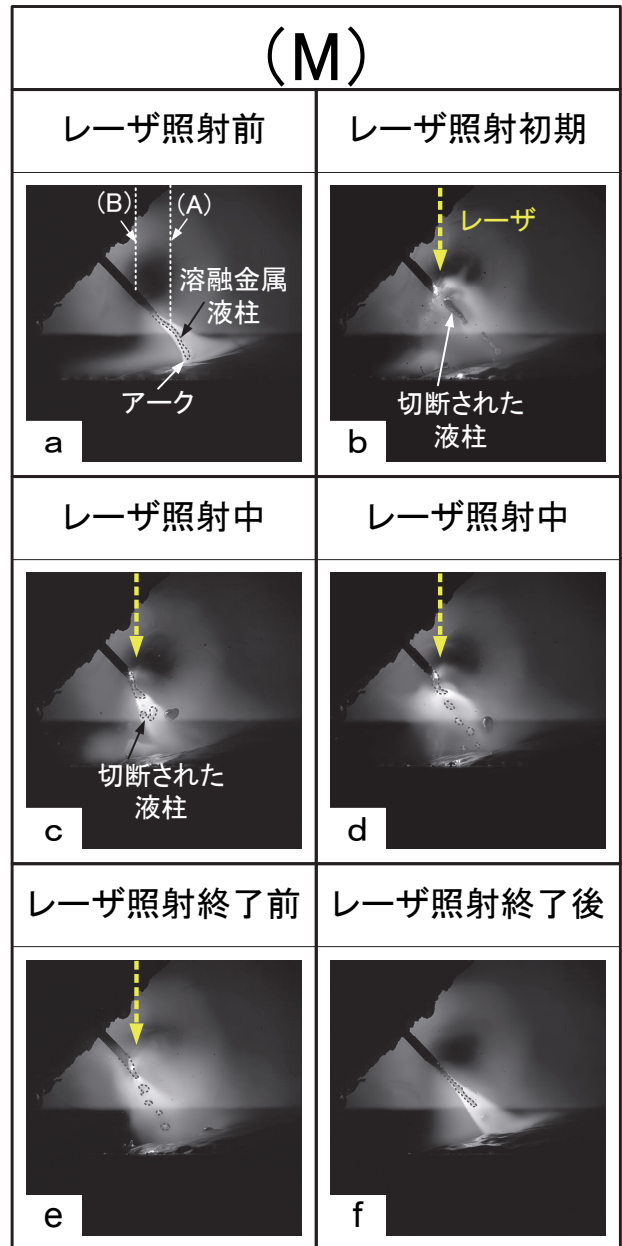 (M)
レーザ照射前
レーザ照射初期
(B)
(A)
溶融金属
液柱
アーク
a
レーザ
切断された
液柱
b
レーザ照射中
レーザ照射中
切断された
液柱
c
d
レーザ照射終了前
レーザ照射終了後
e
f